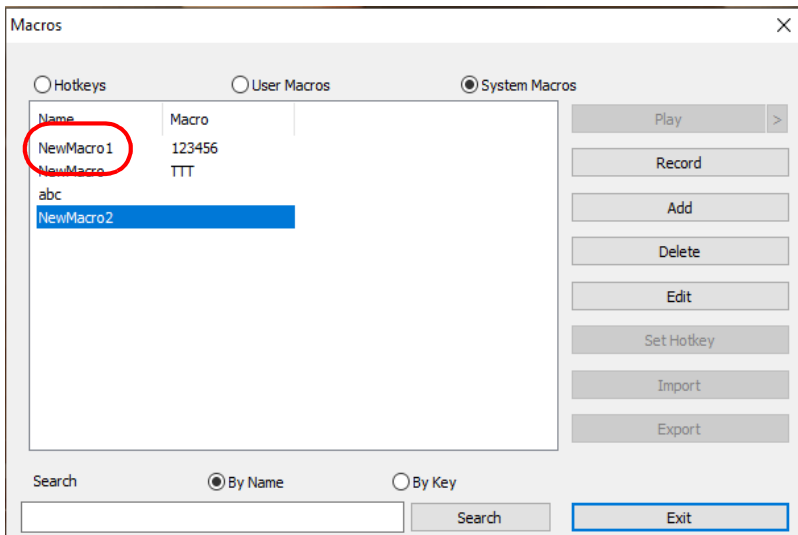 Macros
Hotkeys User Macros System Macros
Name Macro Play >
NewMacro1 123456
NewMacro TTT Record
abc
NewMacro2 Add
Delete
Edit
Set Hotkey
Import
Export
Search By Name By Key
Search Exit